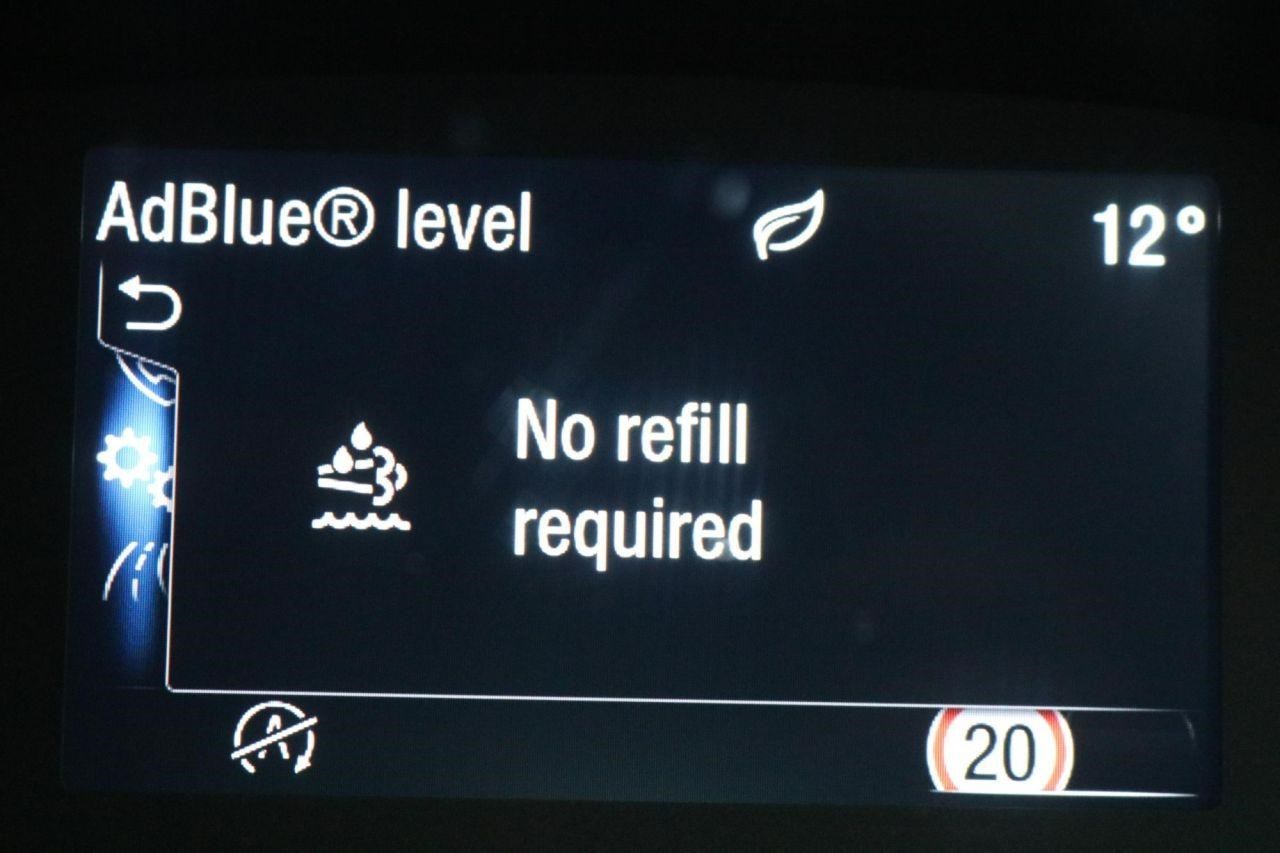 AdBlue® level
12°
No refill
required
A
20